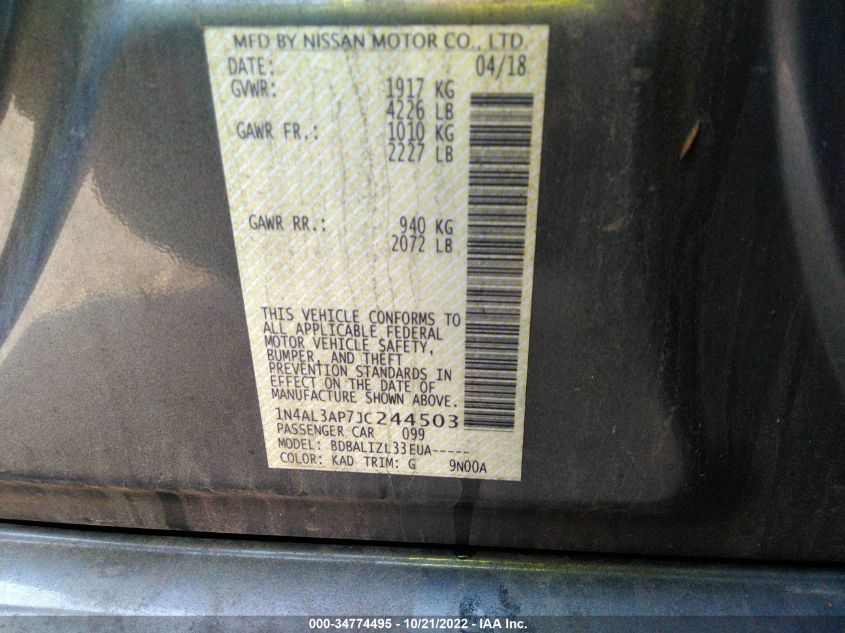 MFD BY NISSAN MOTOR CO., LTD.
DATE: 04/18
GVWR: 1917 KG
4226 LB
GAWR FR.: 1010 KG
2227 LB
GAWR RR.: 940 KG
2072 LB
THIS VEHICLE CONFORMS TO
ALL APPLICABLE FEDERAL
MOTOR VEHICLE SAFETY,
BUMPER, AND THEFT
PREVENTION STANDARDS IN
EFFECT ON THE DATE OF
MANUFACTURE SHOWN ABOVE.
1N4AL3AP7JC244503
PASSENGER CAR 099
MODEL: BDBALIZL33EUA-----
COLOR: KAD TRIM: G 9N00A
000-34774495 - 10/21/2022 - IAA Inc.